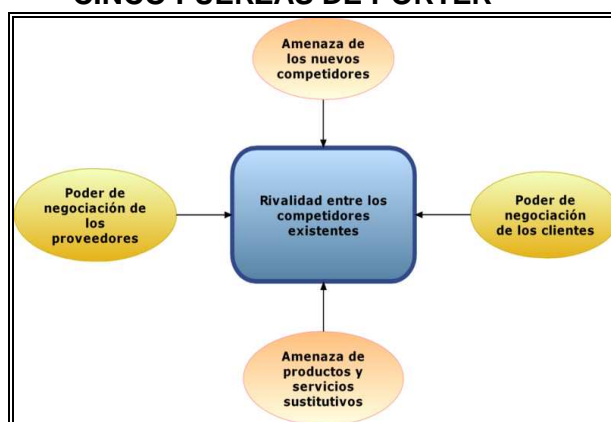 CINCO FUERZAS DE PORTER
Amenaza de
los nuevos
competidores
Poder de
negociación de
los
proveedores
Rivalidad entre los
competidores
existentes
Poder de
negociación
de los clientes
Amenaza de
productos y
servicios
sustitutivos